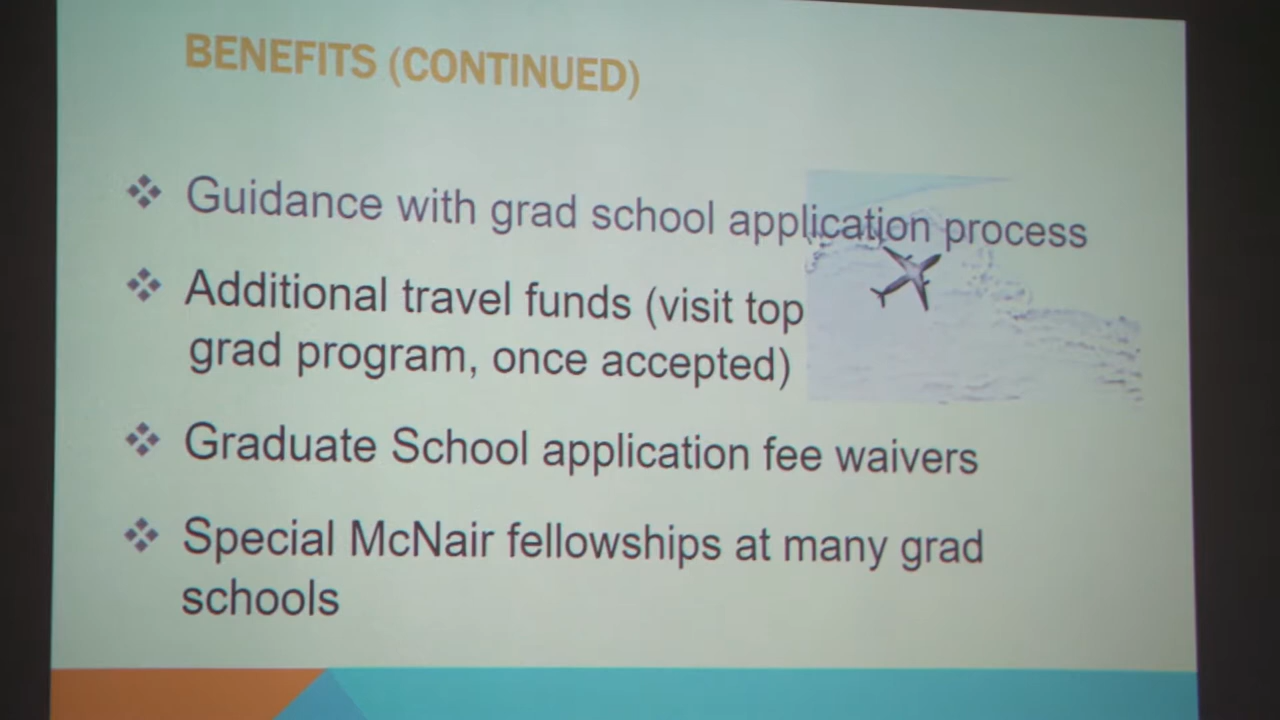 BENEFITS (CONTINUED)
Guidance with grad school application process
Additional travel funds (visit top
grad program, once accepted)
Graduate School application fee waivers
Special McNair fellowships at many grad
schools